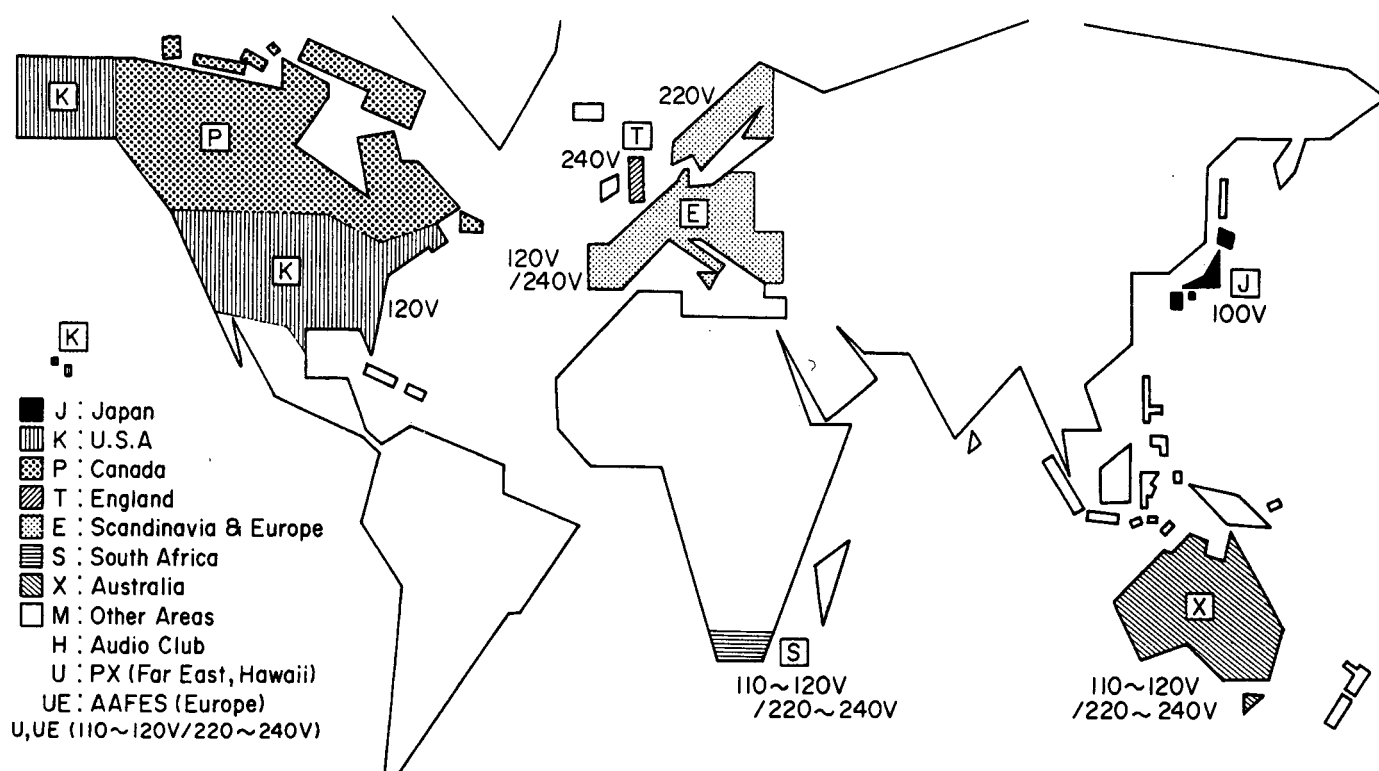 K
P
K
120V
K
220V
T
240V
E
120V
/240V
J
100V
S
110~120V
/220~240V
X
110~120V
/220~240V
J : Japan
K : U.S.A
P : Canada
T : England
E : Scandinavia & Europe
S : South Africa
X : Australia
M : Other Areas
H : Audio Club
U : PX (Far East, Hawaii)
UE : AAFES (Europe)
U,UE (110~120V/220~240V)